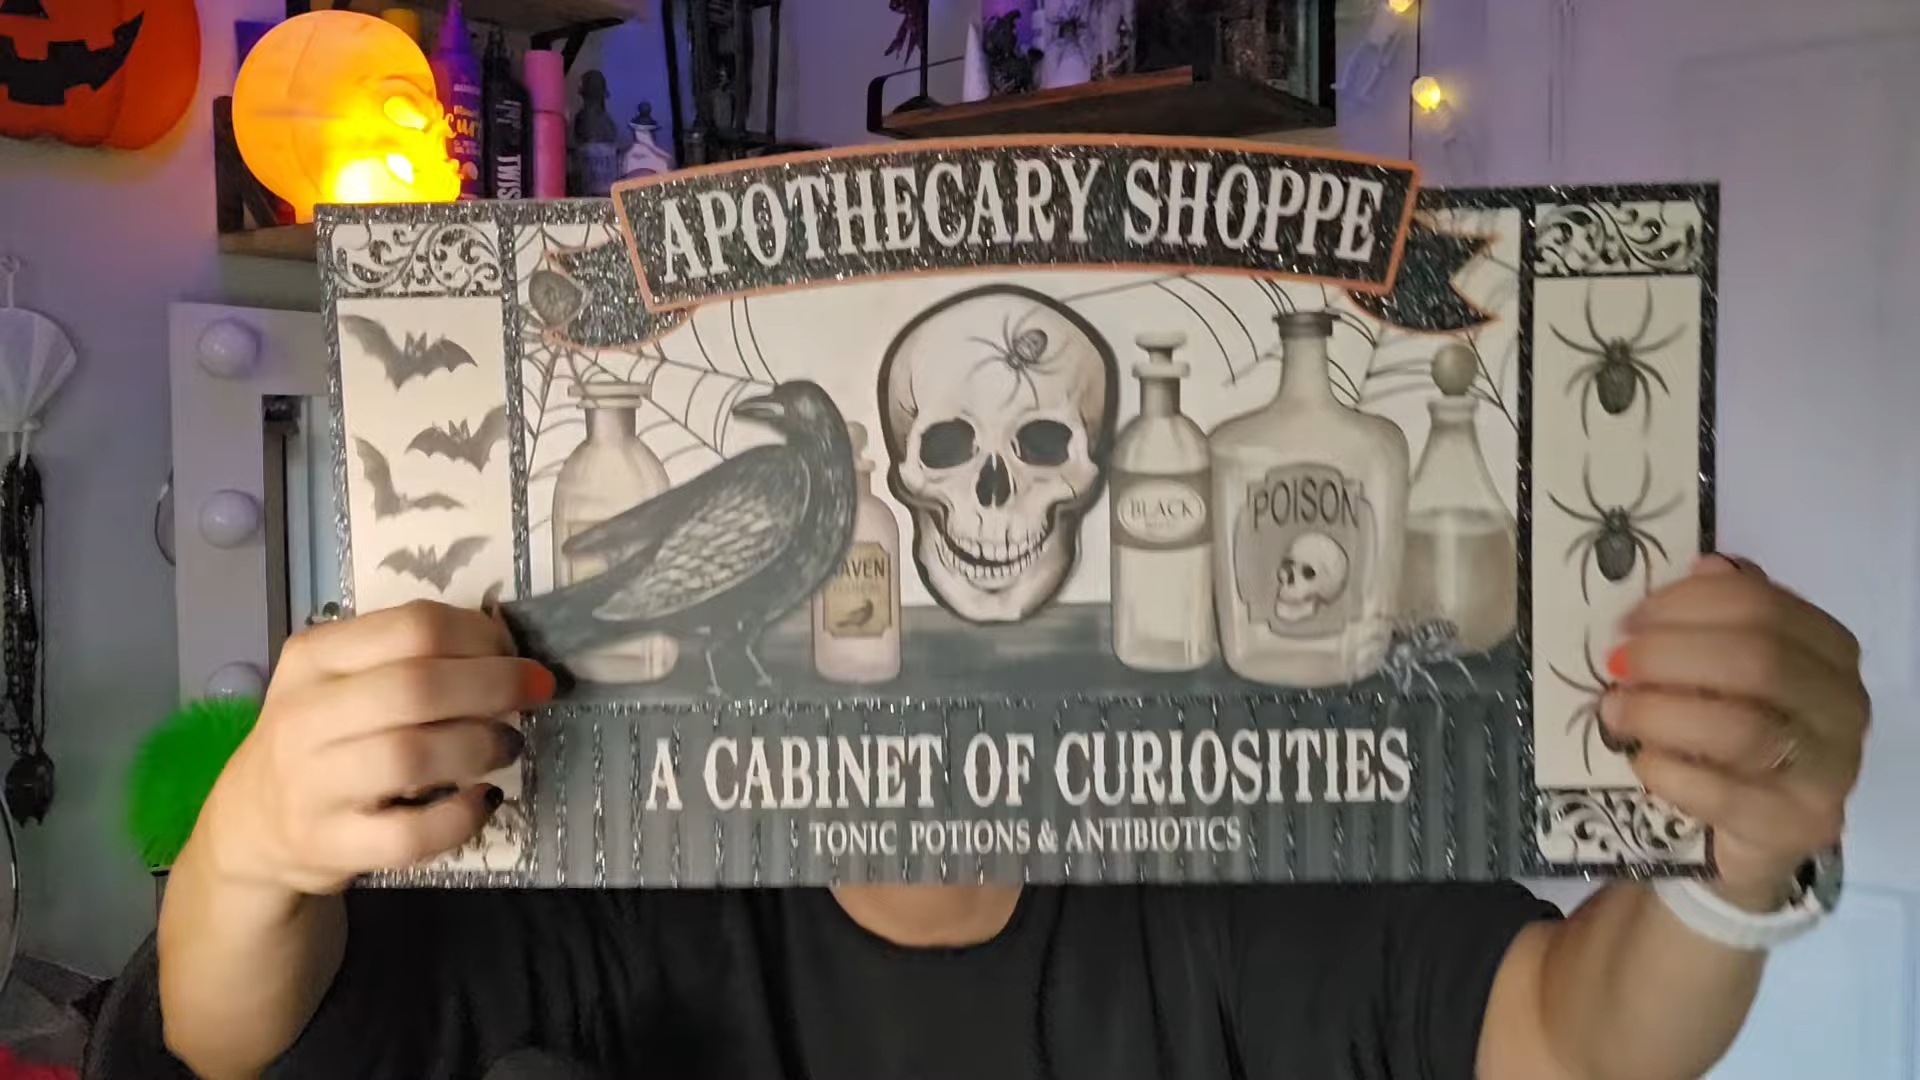 APOTHECARY SHOPPE
BLACK
POISON
A CABINET OF CURIOSITIES
TONIC POTIONS & ANTIBIOTICS